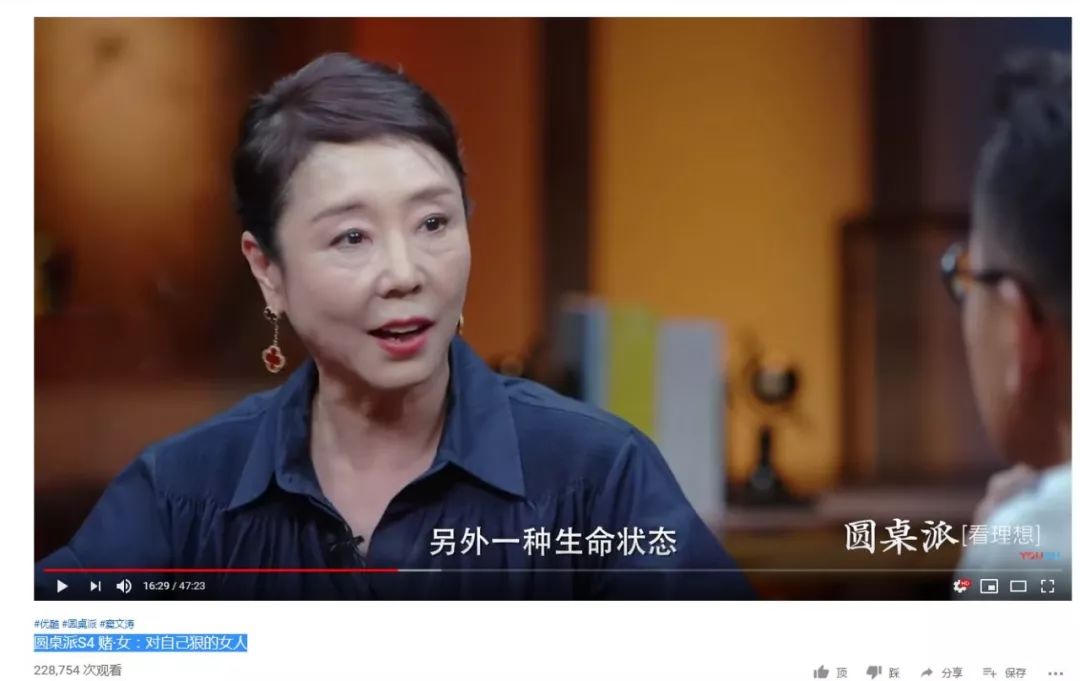 另外一种生命状态
圆桌派[看理想]
YOUKU
16:29 / 47:23
HD
#优酷 #圆桌派 #窦文涛
圆桌派S4 赌·女：对自己狠的女人
228,754 次观看
顶 踩 分享 保存